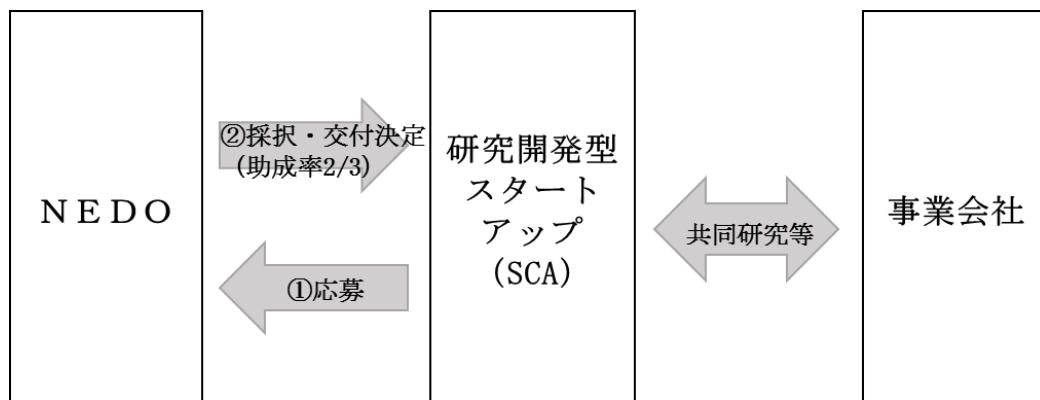 NEDO
②採択・交付決定
(助成率2/3)
①応募
研究開発型
スタート
アップ
(SCA)
共同研究等
事業会社